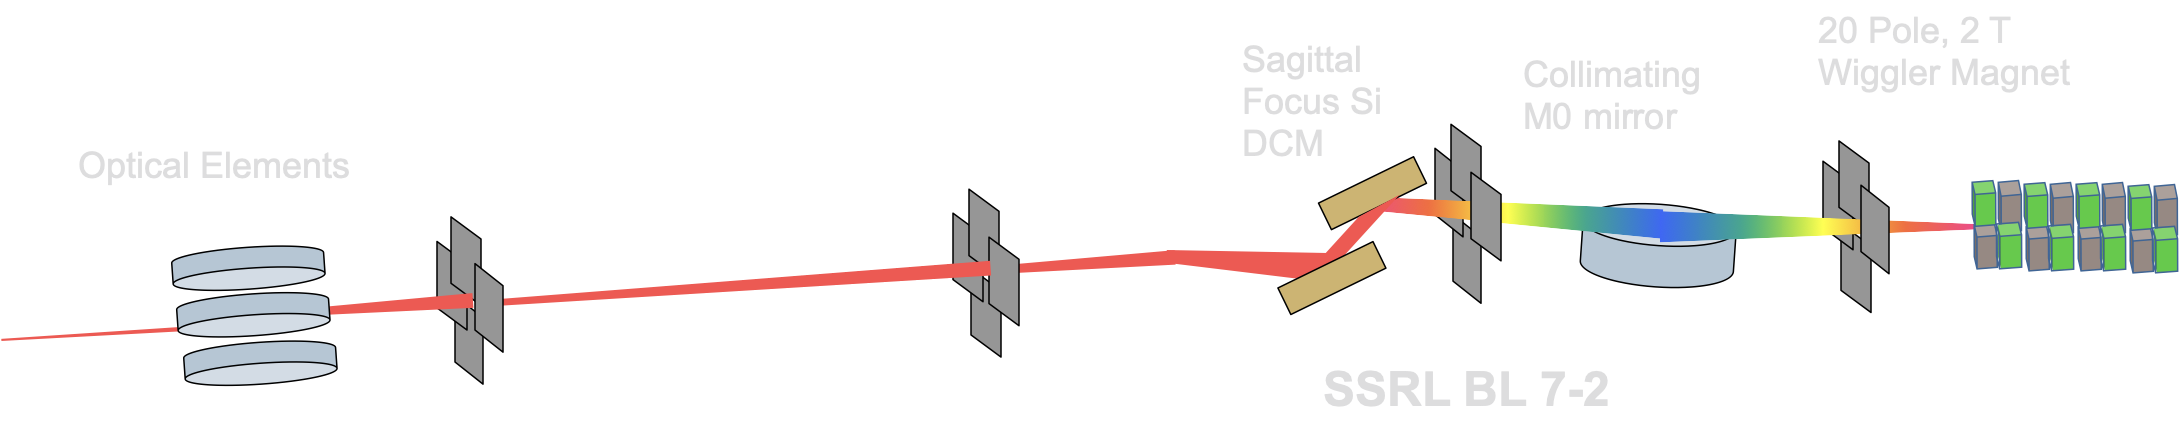 20 Pole, 2 T
Wiggler Magnet
Sagittal
Focus Si
DCM
Collimating
M0 mirror
Optical Elements
SSRL BL 7-2